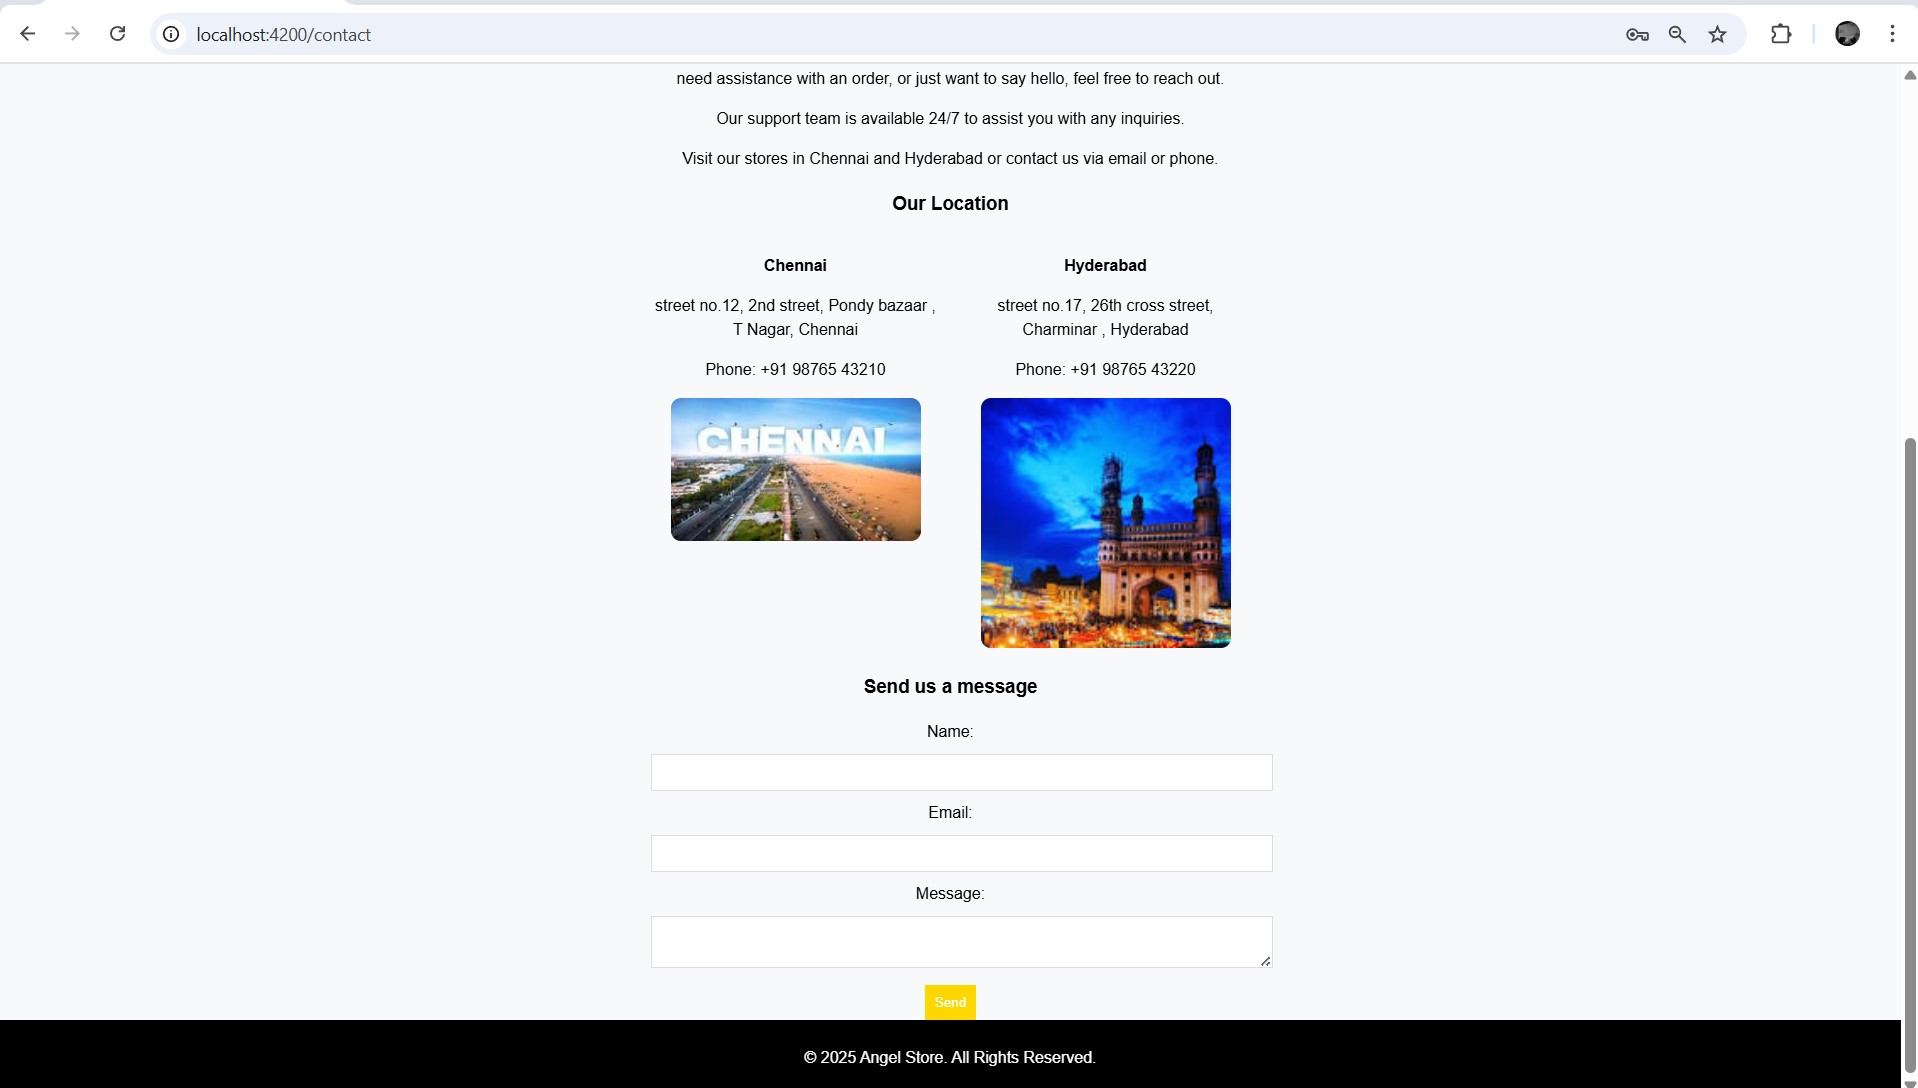 localhost:4200/contact
need assistance with an order, or just want to say hello, feel free to reach out.
Our support team is available 24/7 to assist you with any inquiries.
Visit our stores in Chennai and Hyderabad or contact us via email or phone.
Our Location
Chennai
street no.12, 2nd street, Pondy bazaar ,
T Nagar, Chennai
Phone: +91 98765 43210
CHENNAI
Hyderabad
street no.17, 26th cross street,
Charminar , Hyderabad
Phone: +91 98765 43220
Send us a message
Name:
Email:
Message:
Send
© 2025 Angel Store. All Rights Reserved.